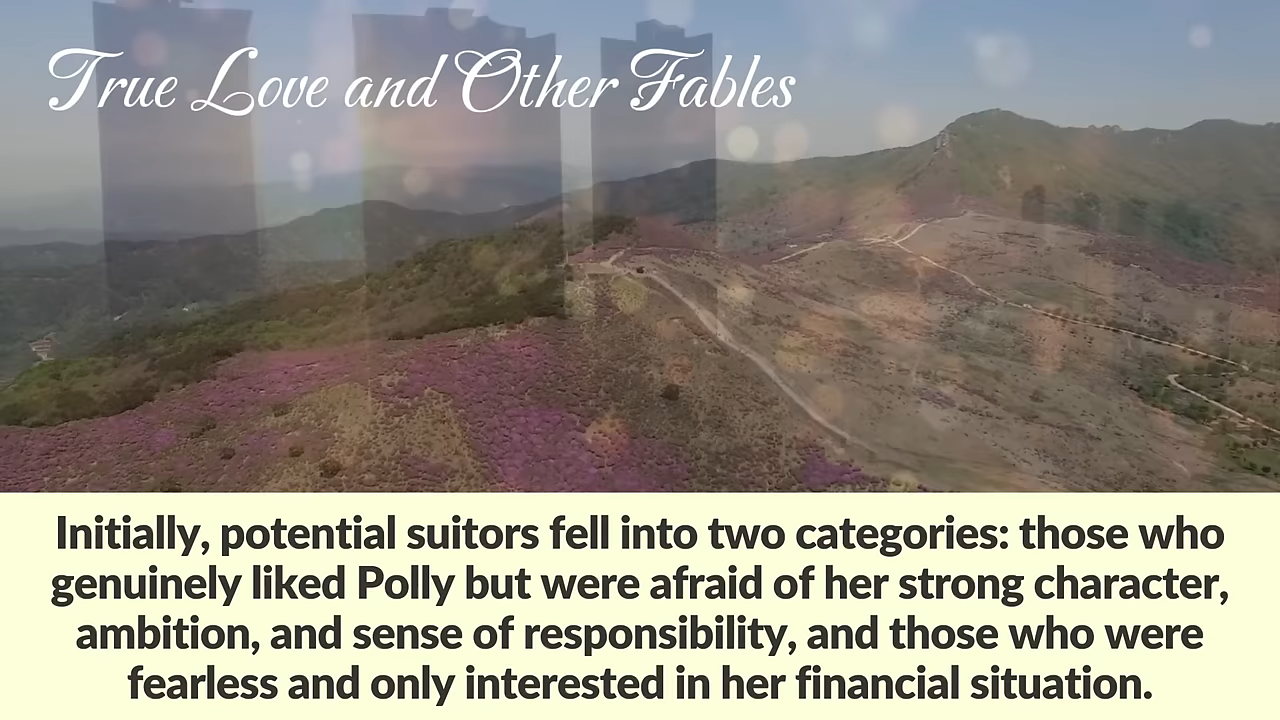 True Love and Other Fables
Initially, potential suitors fell into two categories: those who
genuinely liked Polly but were afraid of her strong character,
ambition, and sense of responsibility, and those who were
fearless and only interested in her financial situation.